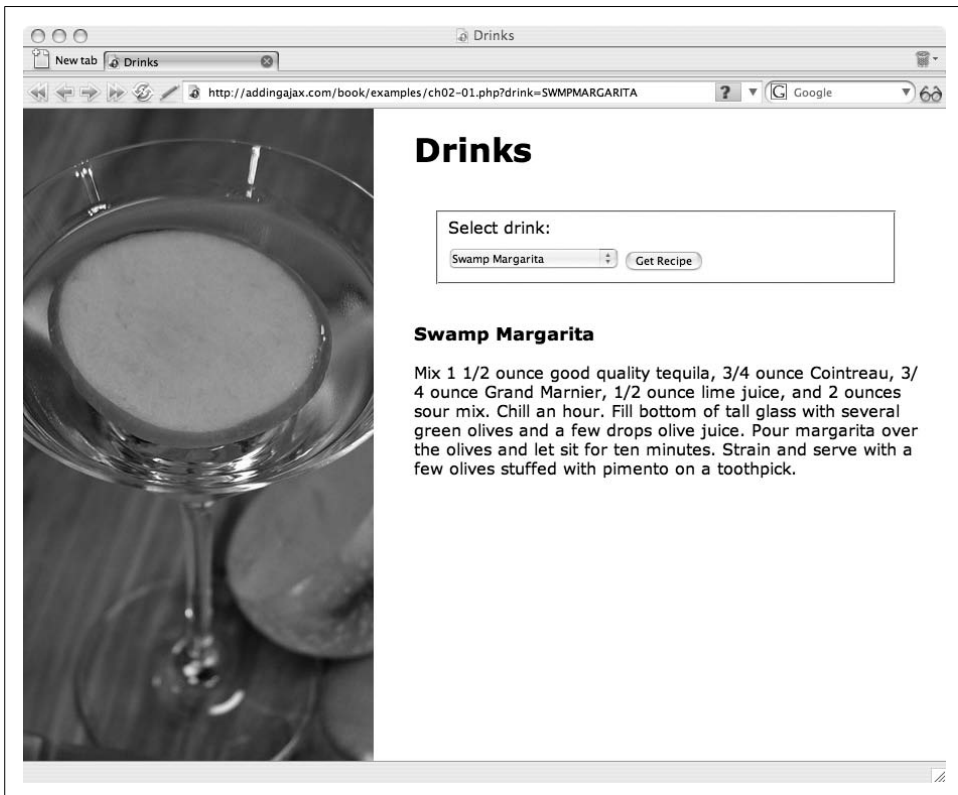 Drinks
New tab
Drinks
http://addingajax.com/book/examples/ch02-01.php?drink=SWMPMARGARITA
?
G Google
Drinks
Select drink:
Swamp Margarita
Get Recipe
Swamp Margarita
Mix 1 1/2 ounce good quality tequila, 3/4 ounce Cointreau, 3/
4 ounce Grand Marnier, 1/2 ounce lime juice, and 2 ounces
sour mix. Chill an hour. Fill bottom of tall glass with several
green olives and a few drops olive juice. Pour margarita over
the olives and let sit for ten minutes. Strain and serve with a
few olives stuffed with pimento on a toothpick.